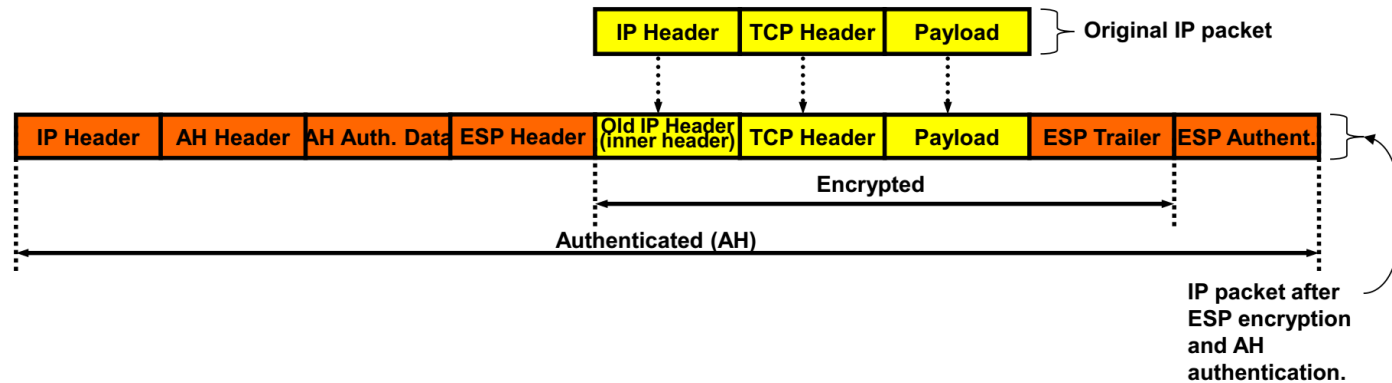 IP Header TCP Header Payload Original IP packet
IP Header AH Header AH Auth. Data ESP Header Old IP Header (inner header) TCP Header Payload ESP Trailer ESP Authent.
Encrypted
Authenticated (AH)
IP packet after
ESP encryption
and AH
authentication.